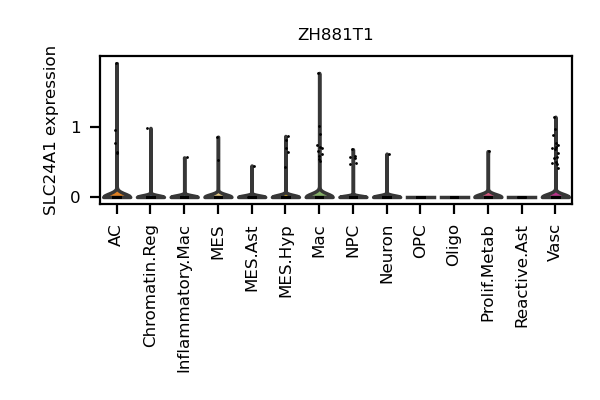 ZH881T1
SLC24A1 expression
1
0
AC
Chromatin.Reg
Inflammatory.Mac
MES
MES.Ast
MES.Hyp
Mac
NPC
Neuron
OPC
Oligo
Prolif.Metab
Reactive.Ast
Vasc